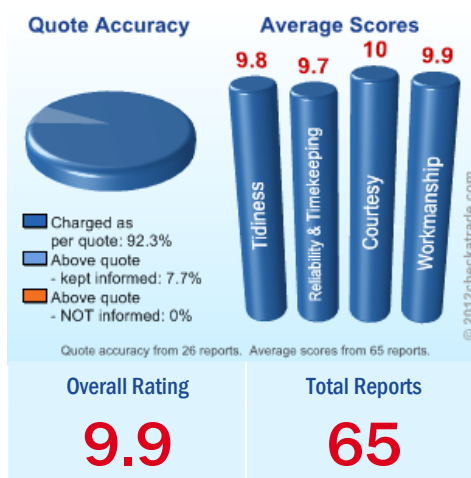 Quote Accuracy
Average Scores
9.8
9.7
10
9.9
Tidiness
Reliability & Timekeeping
Courtesy
Workmanship
Charged as
per quote: 92.3%
Above quote
- kept informed: 7.7%
Above quote
- NOT informed: 0%
© 2012checkatrade.com
Quote accuracy from 26 reports. Average scores from 65 reports.
Overall Rating
9.9
Total Reports
65